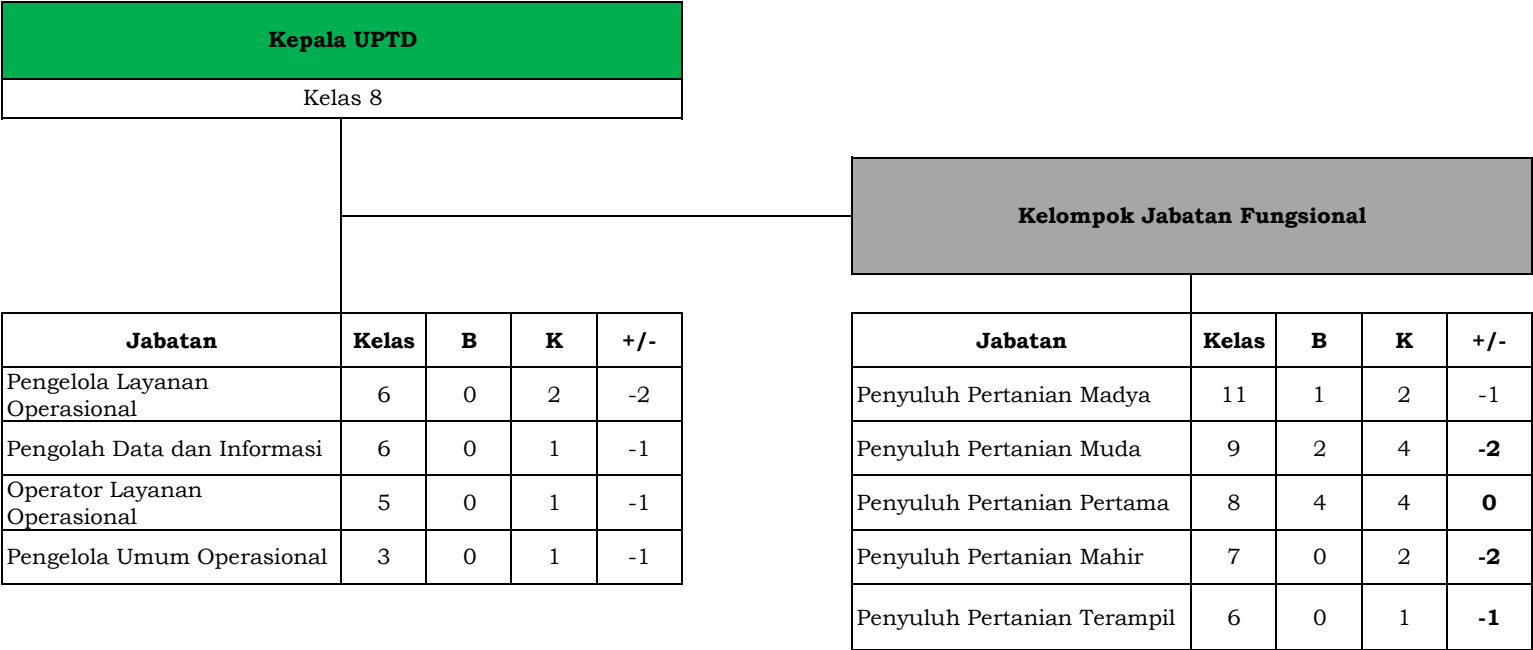 Kepala UPTD
Kelas 8
Kelompok Jabatan Fungsional
Jabatan Kelas B K +/-
Pengelola Layanan
Operasional 6 0 2 -2
Pengolah Data dan Informasi 6 0 1 -1
Operator Layanan
Operasional 5 0 1 -1
Pengelola Umum Operasional 3 0 1 -1
Jabatan Kelas B K +/-
Penyuluh Pertanian Madya 11 1 2 -1
Penyuluh Pertanian Muda 9 2 4 -2
Penyuluh Pertanian Pertama 8 4 4 0
Penyuluh Pertanian Mahir 7 0 2 -2
Penyuluh Pertanian Terampil 6 0 1 -1